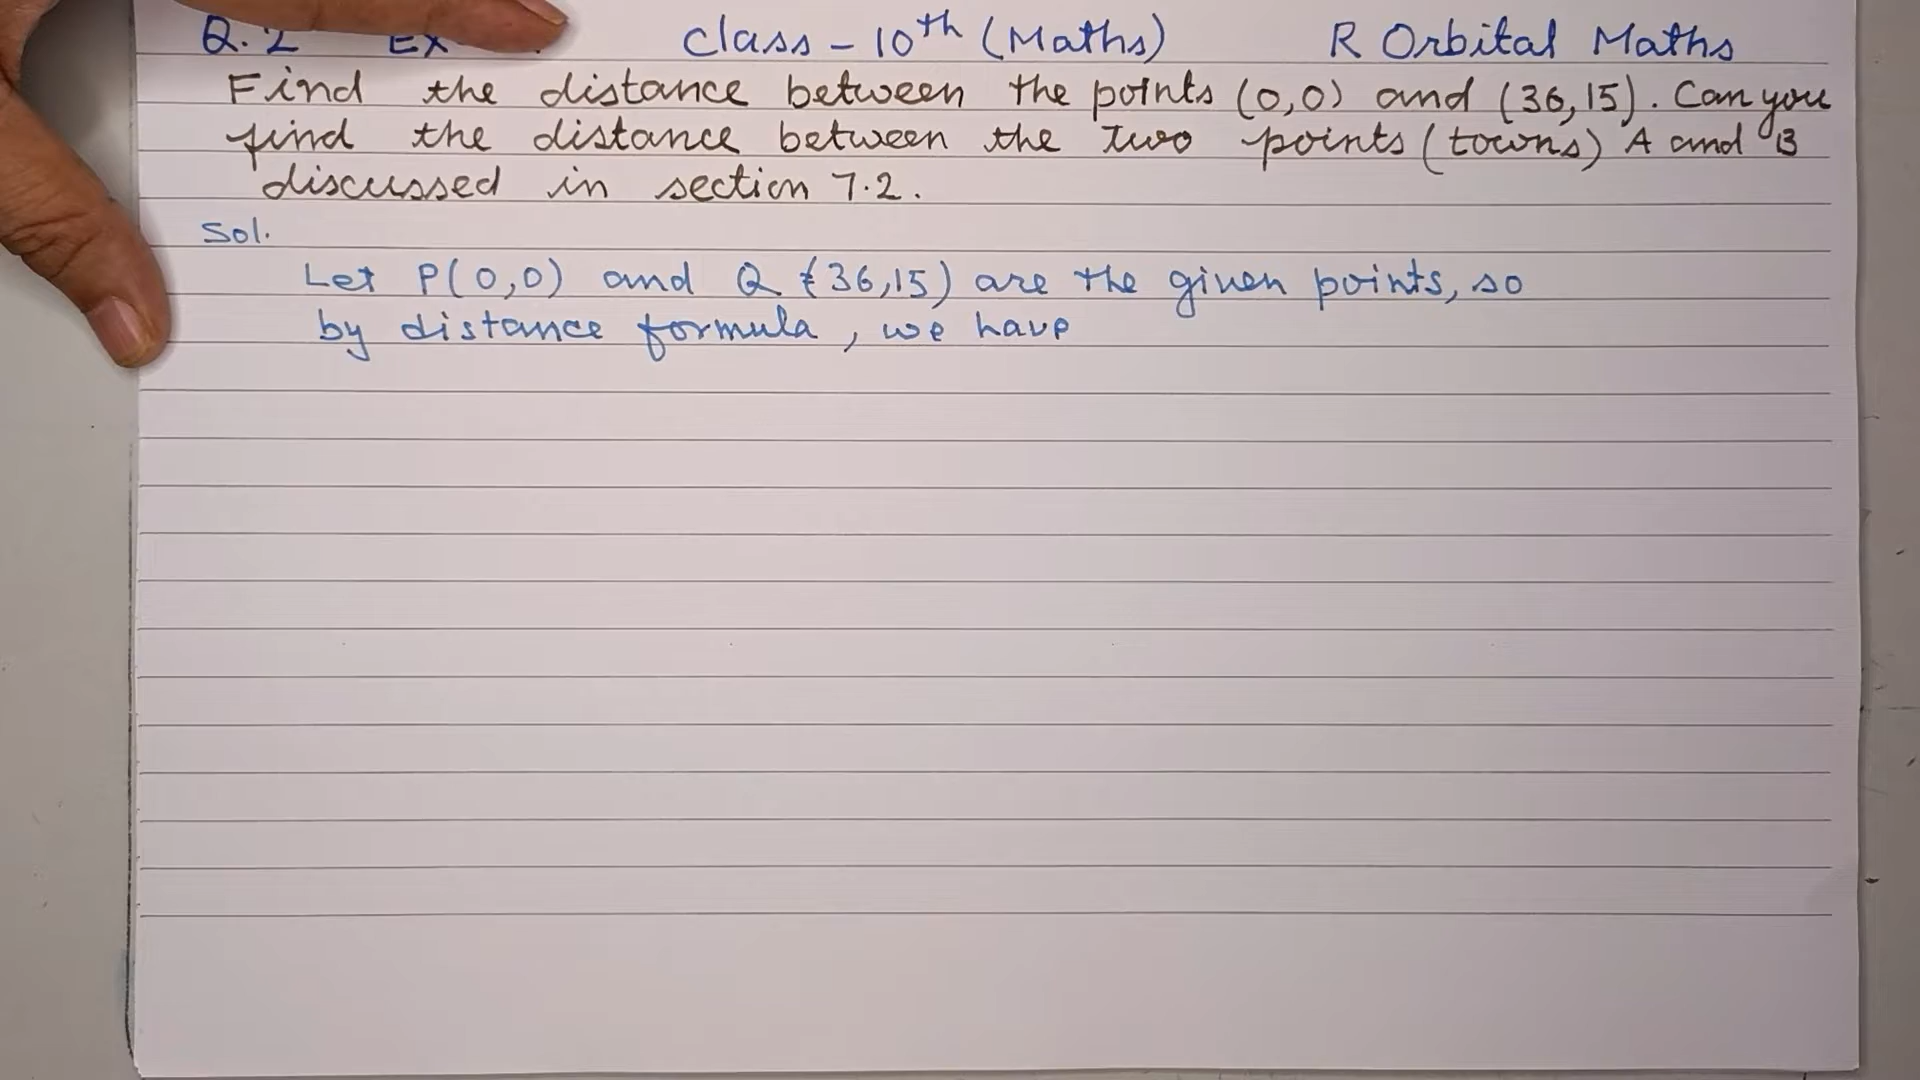 Q.2 Ex Class - 10th (Maths) R Orbital Maths
Find the distance between the points (0,0) and (36,15). Can you
find the distance between the two points (towns) A and B
discussed in section 7.2.
Sol.
Let P(0,0) and Q (36,15) are the given points, so
by distance formula, we have